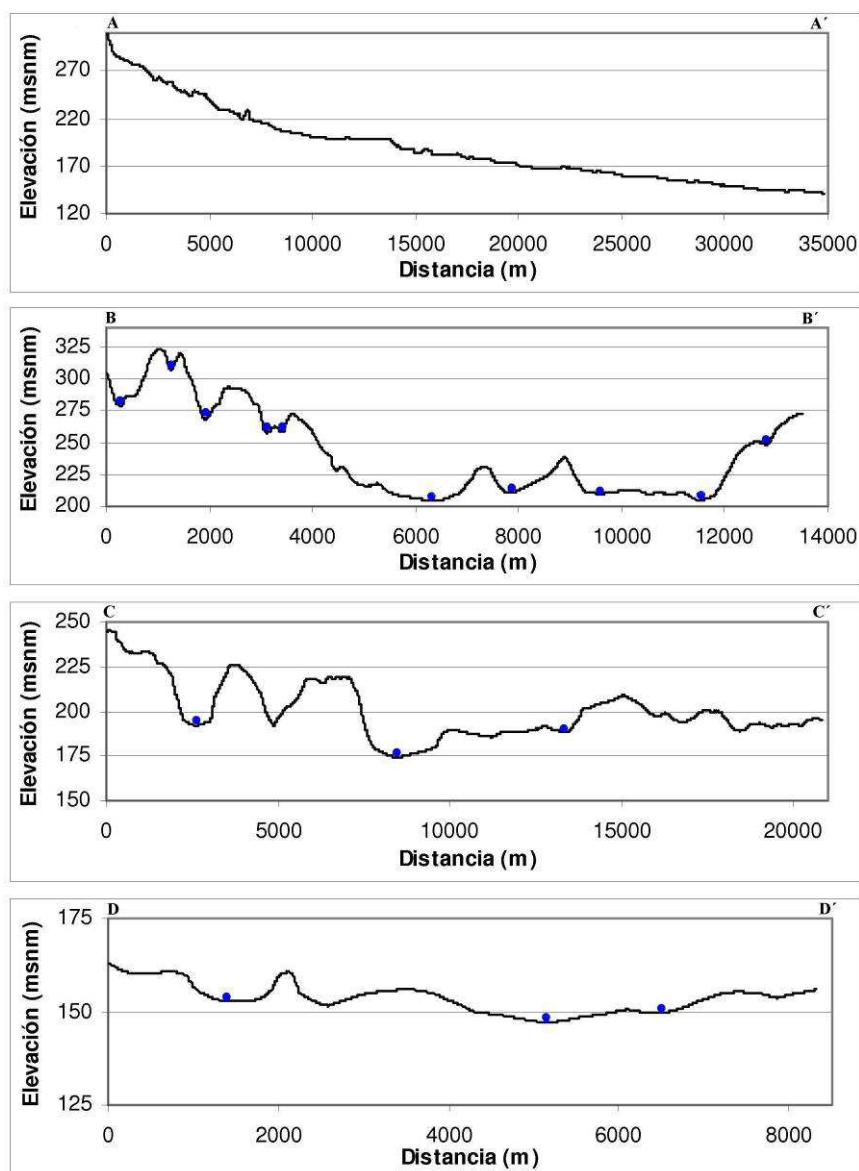 A A´
Elevación (msnm)
270
220
170
120
0 5000 10000 15000 20000 25000 30000 35000
Distancia (m)
B B´
Elevación (msnm)
325
300
275
250
225
200
0 2000 4000 6000 8000 10000 12000 14000
Distancia (m)
C C´
Elevación (msnm)
250
225
200
175
150
0 5000 10000 15000 20000
Distancia (m)
D D´
Elevación (msnm)
175
150
125
0 2000 4000 6000 8000
Distancia (m)